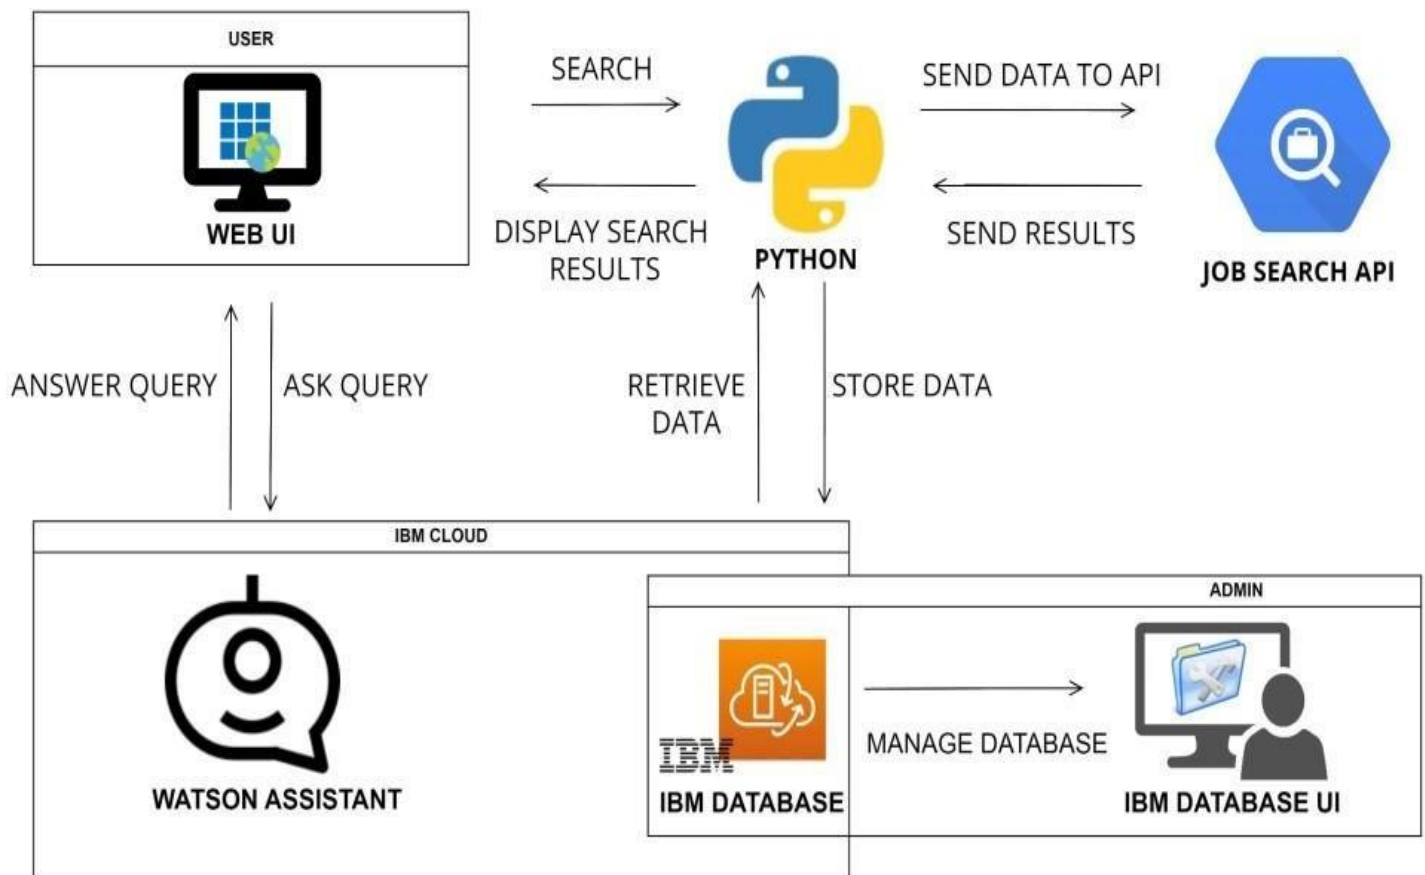 USER
WEB UI
SEARCH
DISPLAY SEARCH
RESULTS
PYTHON
SEND DATA TO API
SEND RESULTS
JOB SEARCH API
ANSWER QUERY
ASK QUERY
RETRIEVE
DATA
STORE DATA
IBM CLOUD
WATSON ASSISTANT
ADMIN
IBM
IBM DATABASE
MANAGE DATABASE
IBM DATABASE UI